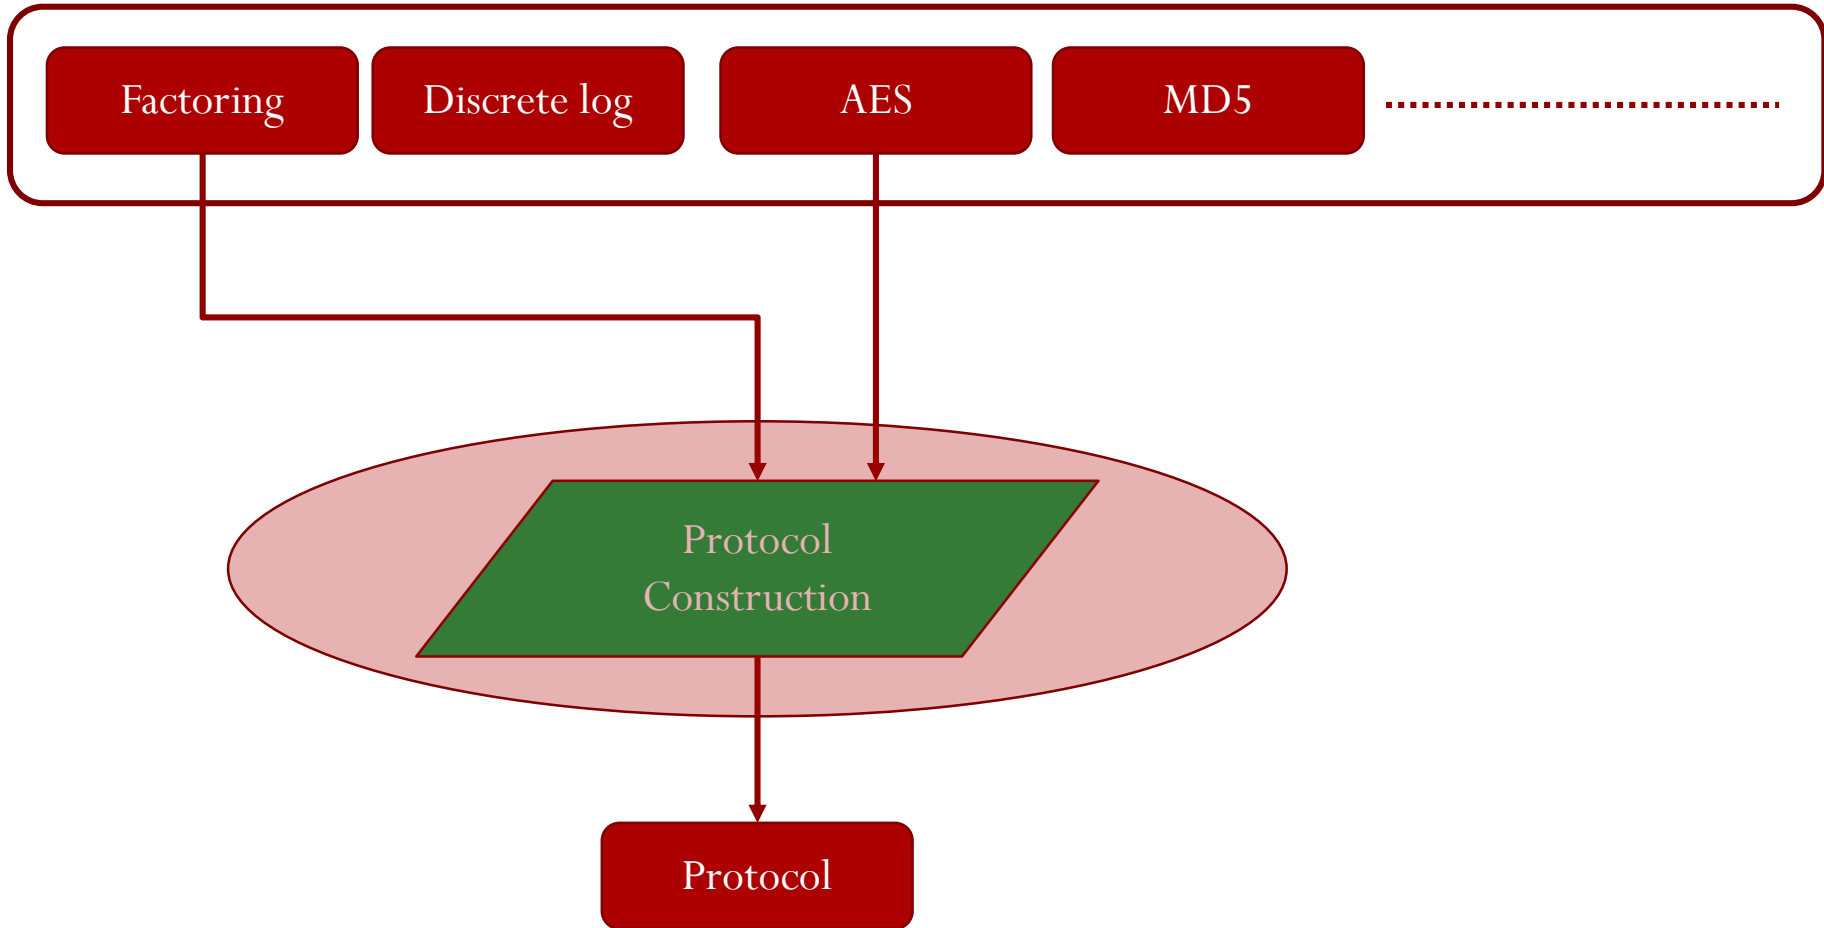 Factoring
Discrete log
AES
MD5
Protocol
Construction
Protocol